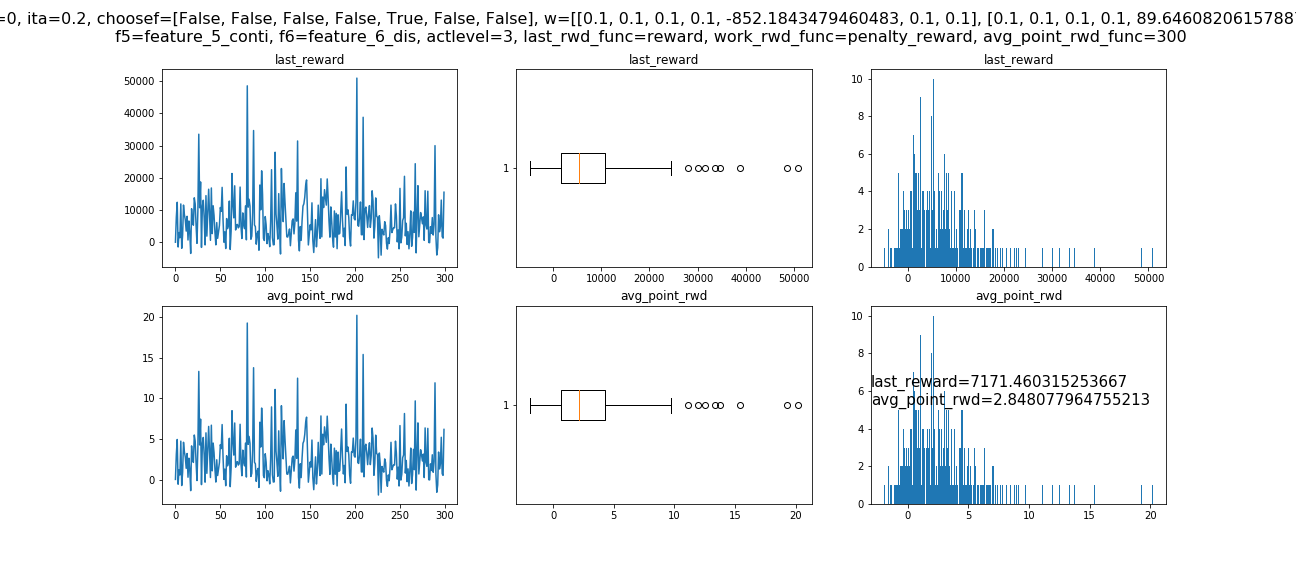 =0, ita=0.2, choosef=[False, False, False, False, True, False, False], w=[[0.1, 0.1, 0.1, 0.1, -852.1843479460483, 0.1, 0.1], [0.1, 0.1, 0.1, 0.1, 89.6460820615788
f5=feature_5_conti, f6=feature_6_dis, actlevel=3, last_rwd_func=reward, work_rwd_func=penalty_reward, avg_point_rwd_func=300
last_reward
50000
40000
30000
20000
10000
0
0 50 100 150 200 250 300
last_reward
1
0 10000 20000 30000 40000 50000
last_reward
10
8
6
4
2
0
0 10000 20000 30000 40000 50000
avg_point_rwd
20
15
10
5
0
0 50 100 150 200 250 300
avg_point_rwd
1
0 5 10 15 20
avg_point_rwd
10
8
6
4
2
0
last_reward=7171.460315253667
avg_point_rwd=2.848077964755213
0 5 10 15 20